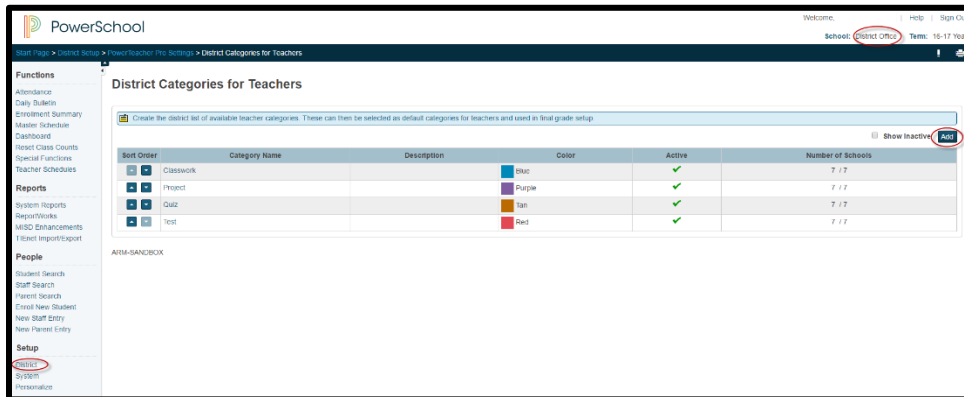 PowerSchool
Welcome, | Help | Sign Ou
School: District Office Term: 16-17 Yea
Start Page > District Setup > PowerTeacher Pro Settings > District Categories for Teachers
Functions
Attendance
Daily Bulletin
Enrollment Summary
Master Schedule
Dashboard
Reset Class Counts
Special Functions
Teacher Schedules
Reports
System Reports
ReportWorks
MISD Enhancements
TIEnet Import/Export
People
Student Search
Staff Search
Parent Search
Enroll New Student
New Staff Entry
New Parent Entry
Setup
District
System
Personalize
District Categories for Teachers
Create the district list of available teacher categories. These can then be selected as default categories for teachers and used in final grade setup.
Show Inactive Add
Sort Order Category Name Description Color Active Number of Schools
Classwork Blue 7 / 7
Project Purple 7 / 7
Quiz Tan 7 / 7
Test Red 7 / 7
ARM-SANDBOX